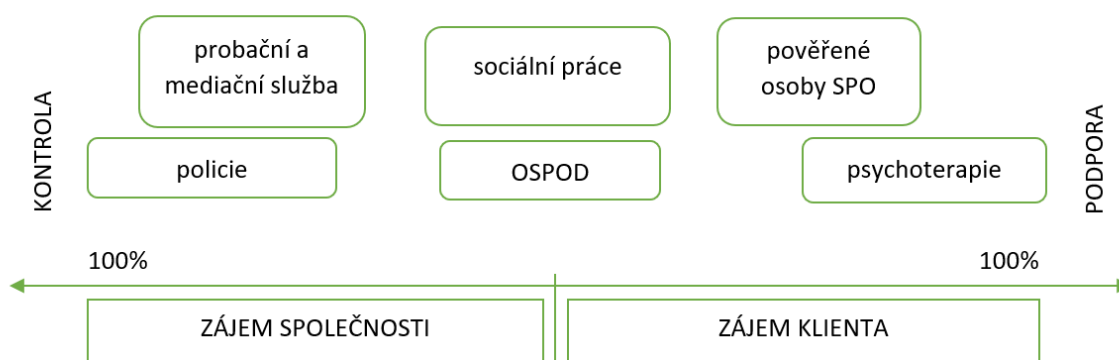 probační a
mediační služba
sociální práce
pověřené
osoby SPO
KONTROLA
policie
OSPOD
psychoterapie
PODPORA
100%
100%
ZÁJEM SPOLEČNOSTI
ZÁJEM KLIENTA